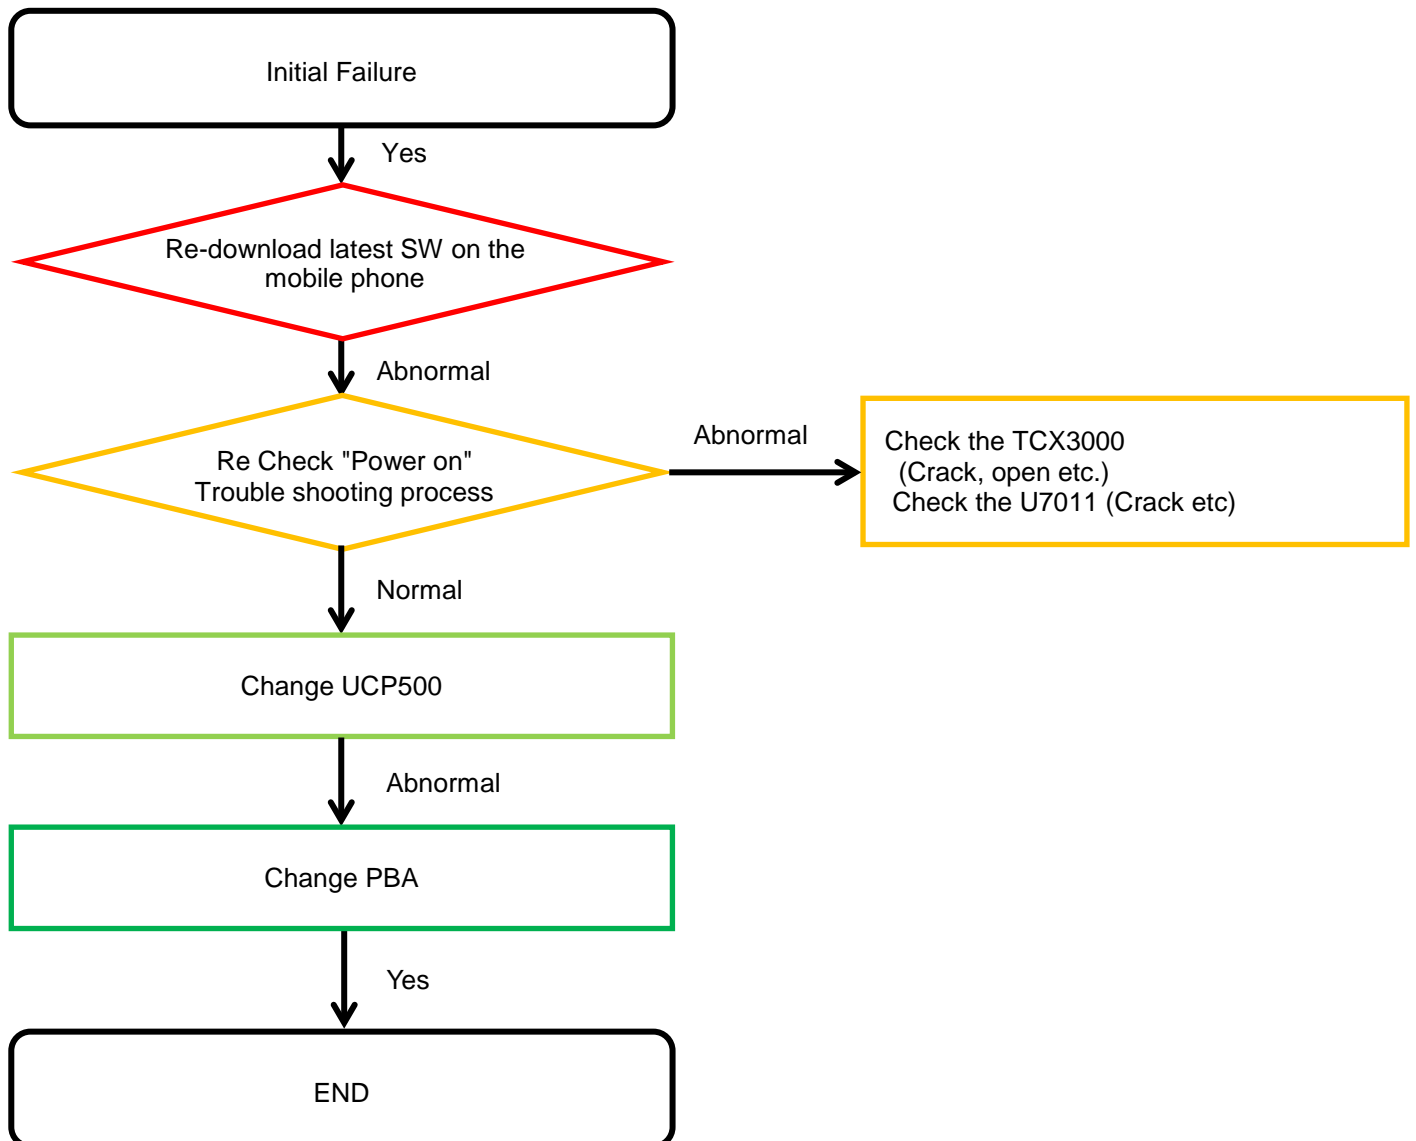 Initial Failure
Yes
Re-download latest SW on the
mobile phone
Abnormal
Re Check "Power on"
Trouble shooting process
Abnormal
Check the TCX3000
(Crack, open etc.)
Check the U7011 (Crack etc)
Normal
Change UCP500
Abnormal
Change PBA
Yes
END